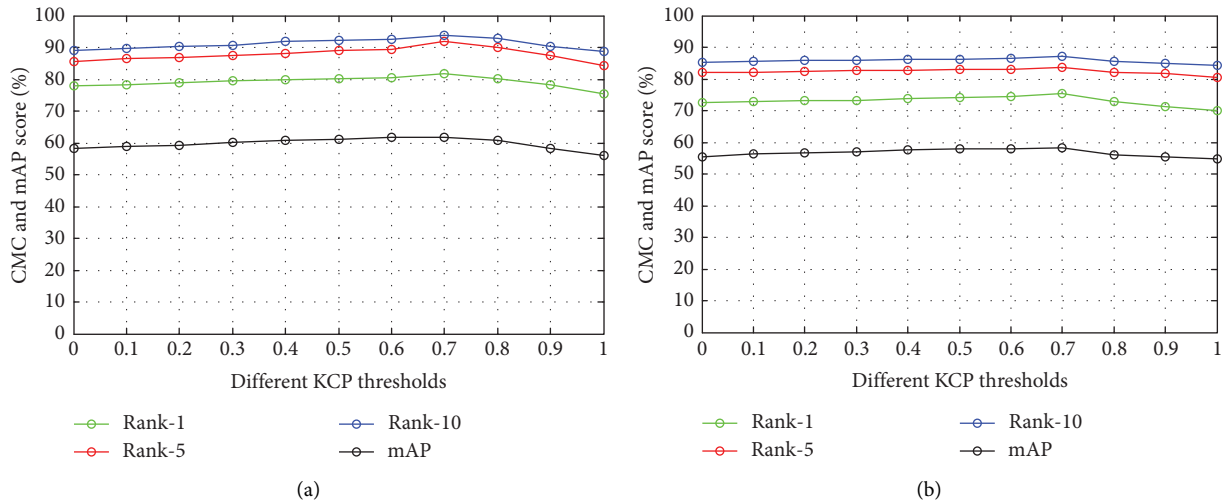 CMC and mAP score (%)
100
90
80
70
60
50
40
30
20
10
0
0 0.1 0.2 0.3 0.4 0.5 0.6 0.7 0.8 0.9 1
Different KCP thresholds
Rank-1 Rank-10
Rank-5 mAP
(a)
CMC and mAP score (%)
100
90
80
70
60
50
40
30
20
10
0
0 0.1 0.2 0.3 0.4 0.5 0.6 0.7 0.8 0.9 1
Different KCP thresholds
Rank-1 Rank-10
Rank-5 mAP
(b)